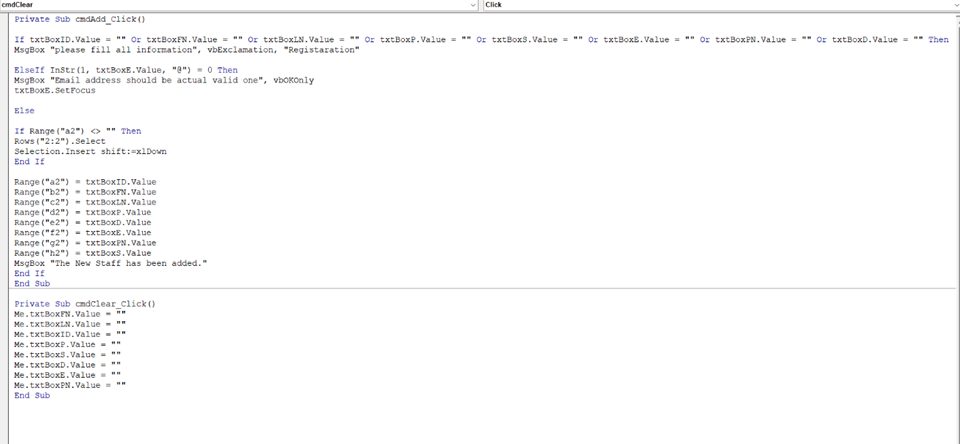 cmdClear
Click
Private Sub cmdAdd_Click()
If txtBoxID.Value = "" Or txtBoxFN.Value = "" Or txtBoxLN.Value = "" Or txtBoxP.Value = "" Or txtBoxS.Value = "" Or txtBoxE.Value = "" Or txtBoxPN.Value = "" Or txtBoxD.Value = "" Then
MsgBox "please fill all information", vbExclamation, "Registaration"
ElseIf InStr(1, txtBoxE.Value, "@") = 0 Then
MsgBox "Email address should be actual valid one", vbOKOnly
txtBoxE.SetFocus
Else
If Range("a2") <> "" Then
Rows("2:2").Select
Selection.Insert shift:=xlDown
End If
Range("a2") = txtBoxID.Value
Range("b2") = txtBoxFN.Value
Range("c2") = txtBoxLN.Value
Range("d2") = txtBoxP.Value
Range("e2") = txtBoxD.Value
Range("f2") = txtBoxE.Value
Range("g2") = txtBoxPN.Value
Range("h2") = txtBoxS.Value
MsgBox "The New Staff has been added."
End If
End Sub
Private Sub cmdClear_Click()
Me.txtBoxFN.Value = ""
Me.txtBoxLN.Value = ""
Me.txtBoxID.Value = ""
Me.txtBoxP.Value = ""
Me.txtBoxS.Value = ""
Me.txtBoxD.Value = ""
Me.txtBoxE.Value = ""
Me.txtBoxPN.Value = ""
End Sub